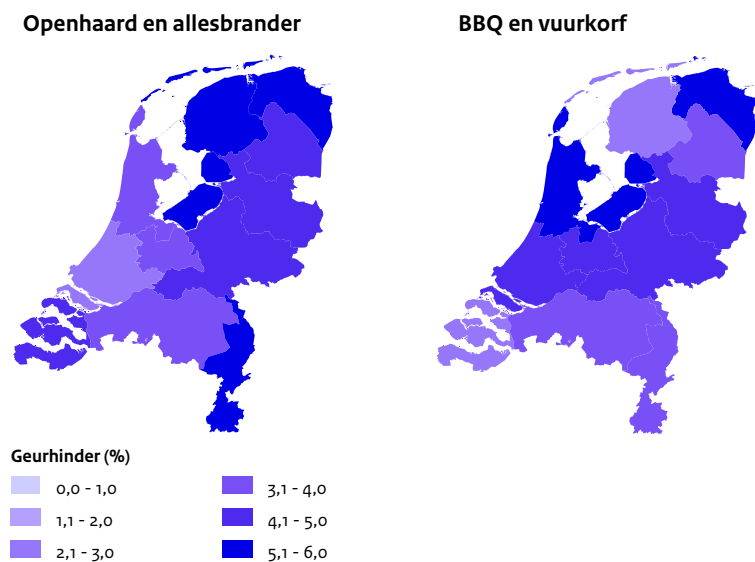 Openhaard en allesbrander
BBQ en vuurkorf
Geurhinder (%)
0,0 - 1,0
1,1 - 2,0
2,1 - 3,0
3,1 - 4,0
4,1 - 5,0
5,1 - 6,0